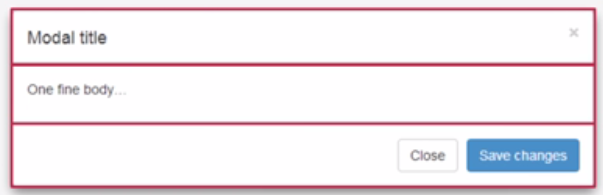 Modal title ×
One fine body…
Close Save changes